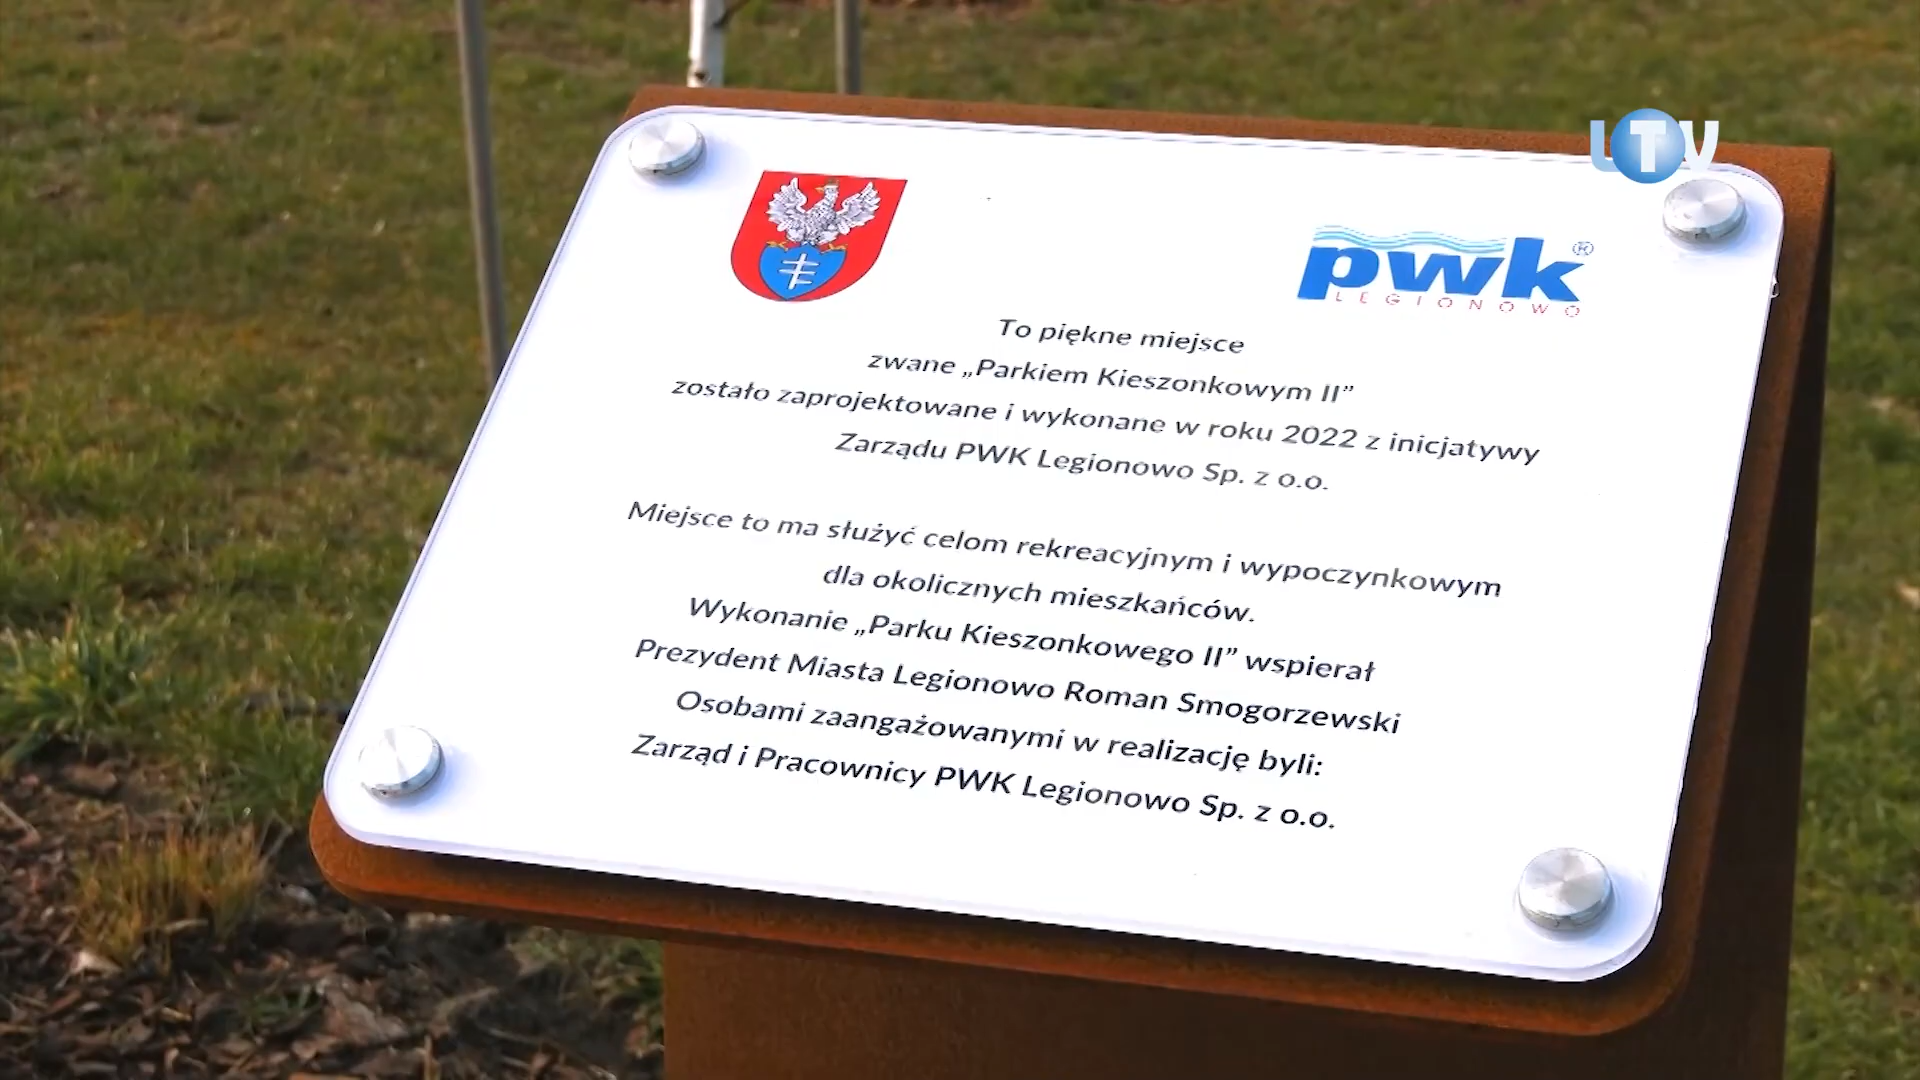 LTV
pwk®
LEGIONOWO
To piękne miejsce
zwane „Parkiem Kieszonkowym II”
zostało zaprojektowane i wykonane w roku 2022 z inicjatywy
Zarządu PWK Legionowo Sp. z o.o.
Miejsce to ma służyć celom rekreacyjnym i wypoczynkowym
dla okolicznych mieszkańców.
Wykonanie „Parku Kieszonkowego II” wspierał
Prezydent Miasta Legionowo Roman Smogorzewski
Osobami zaangażowanymi w realizację byli:
Zarząd i Pracownicy PWK Legionowo Sp. z o.o.